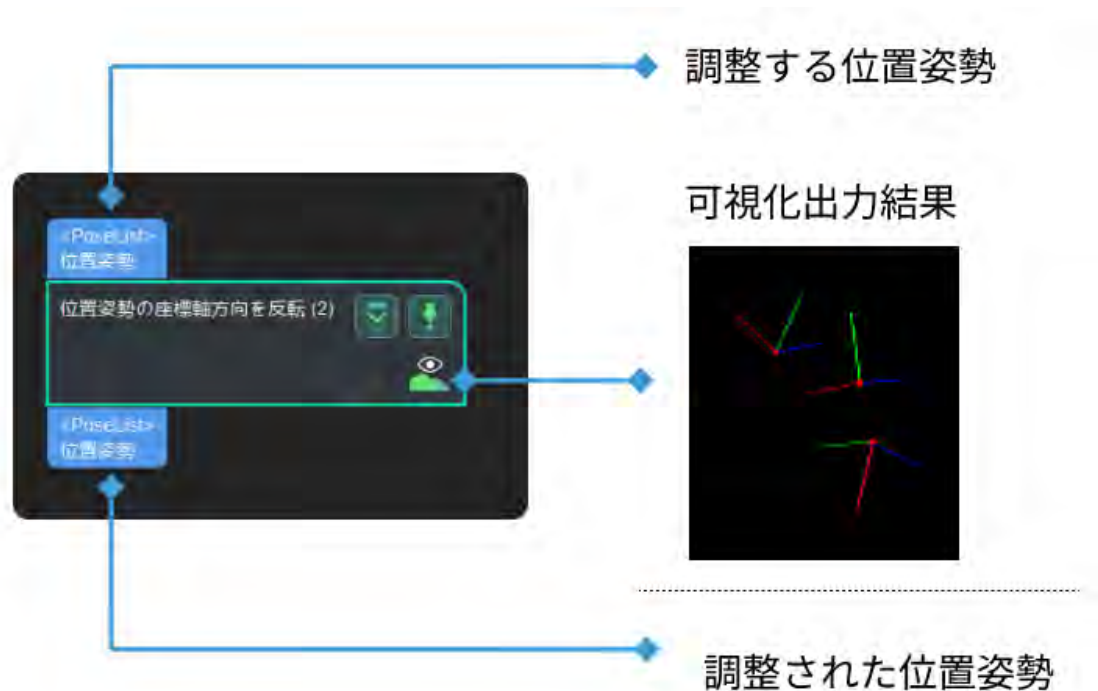 調整する位置姿勢
可視化出力結果
<PoseList>
位置姿勢
位置姿勢の座標軸方向を反転 (2)
<PoseList>
位置姿勢
調整された位置姿勢